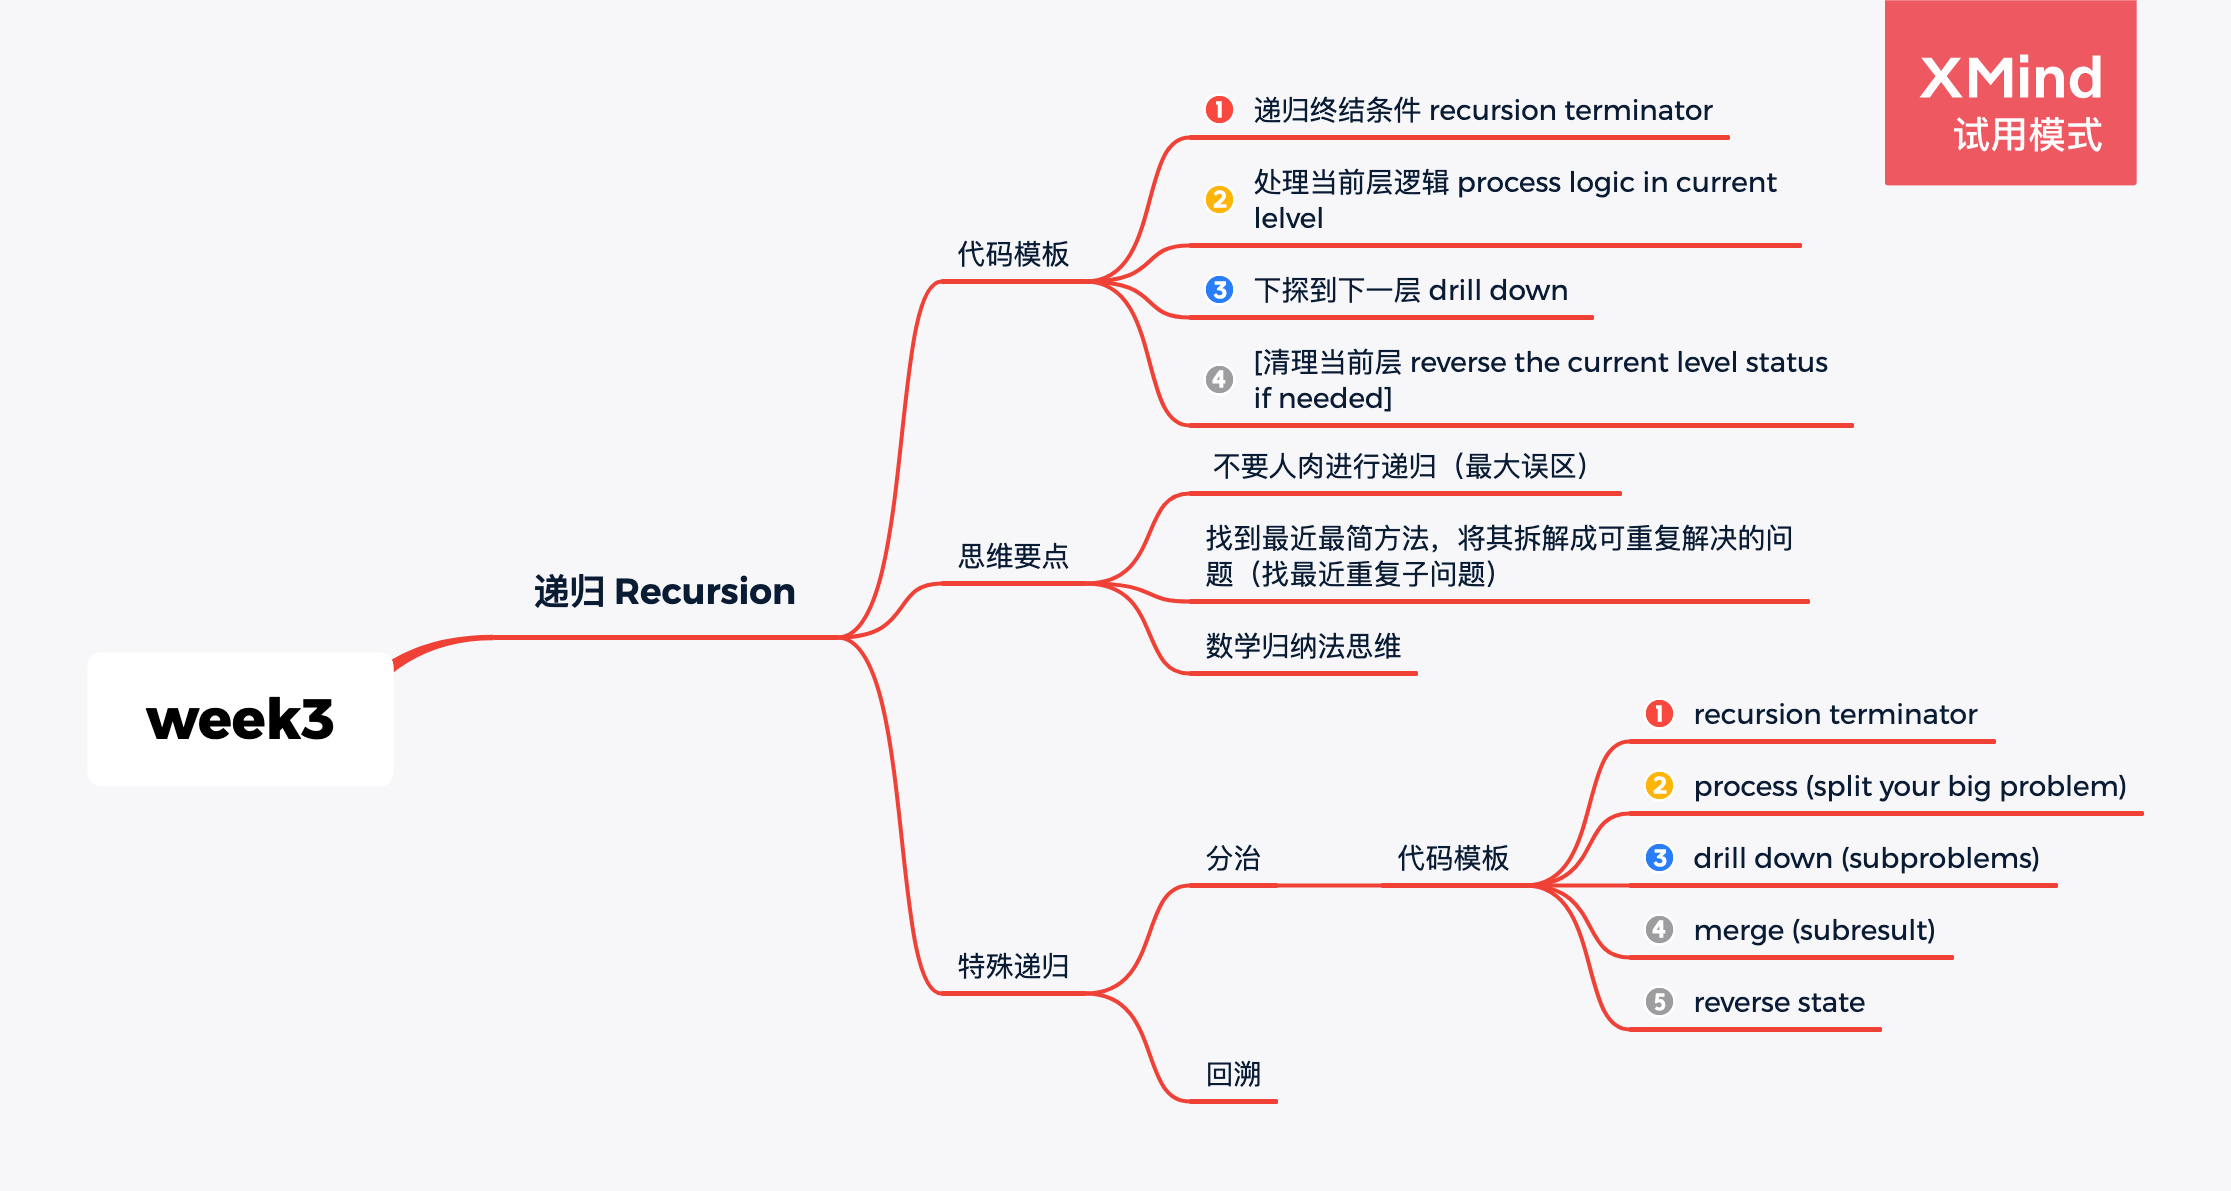 XMind
试用模式
week3
递归 Recursion
代码模板
1 递归终结条件 recursion terminator
2 处理当前层逻辑 process logic in current
lelvel
3 下探到下一层 drill down
4 [清理当前层 reverse the current level status
if needed]
思维要点
不要人肉进行递归（最大误区）
找到最近最简方法，将其拆解成可重复解决的问
题（找最近重复子问题）
数学归纳法思维
特殊递归
分治
代码模板
1 recursion terminator
2 process (split your big problem)
3 drill down (subproblems)
4 merge (subresult)
5 reverse state
回溯